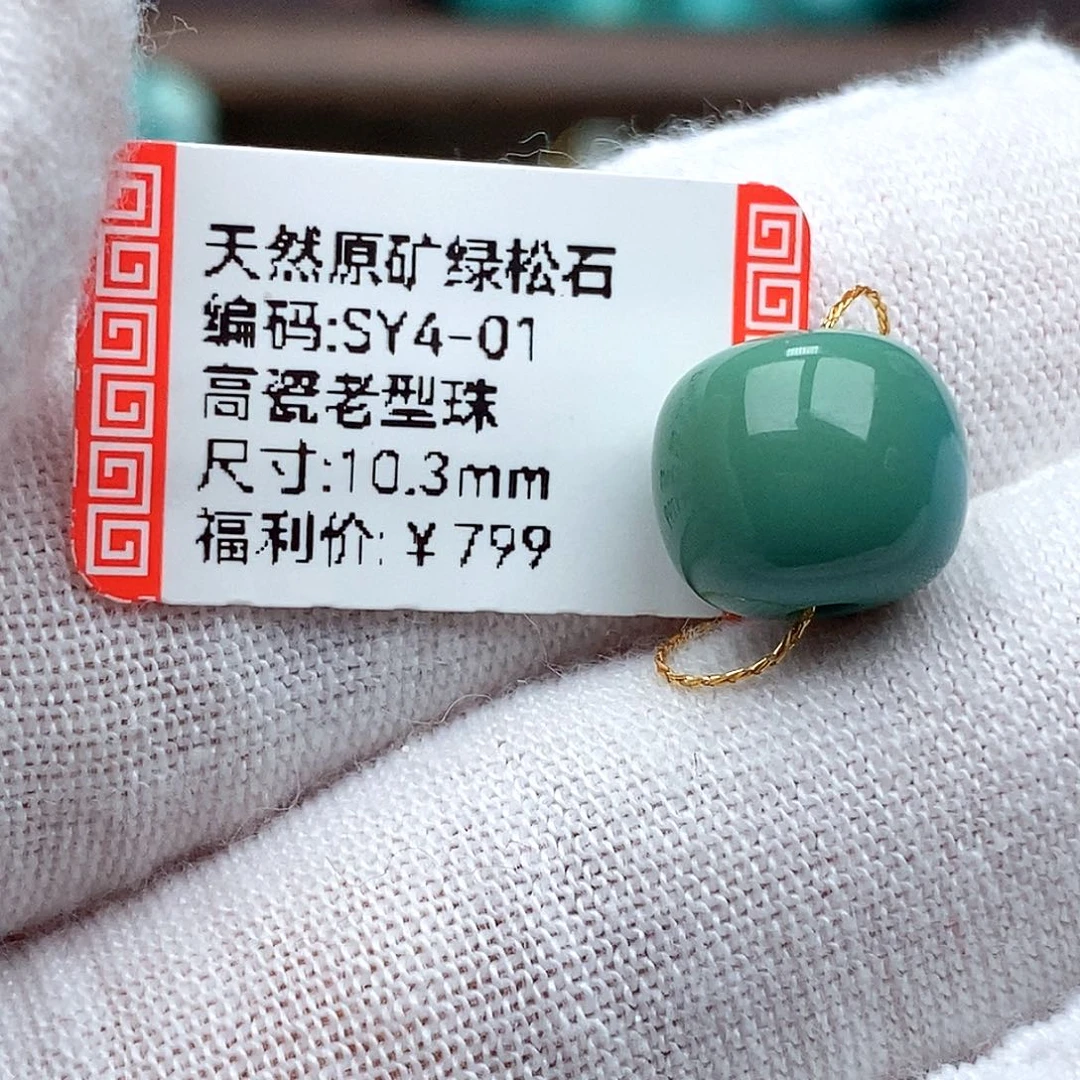 天然原矿绿松石
编码:SY4-01
高瓷老型珠
尺寸:10.3mm
福利价:¥799